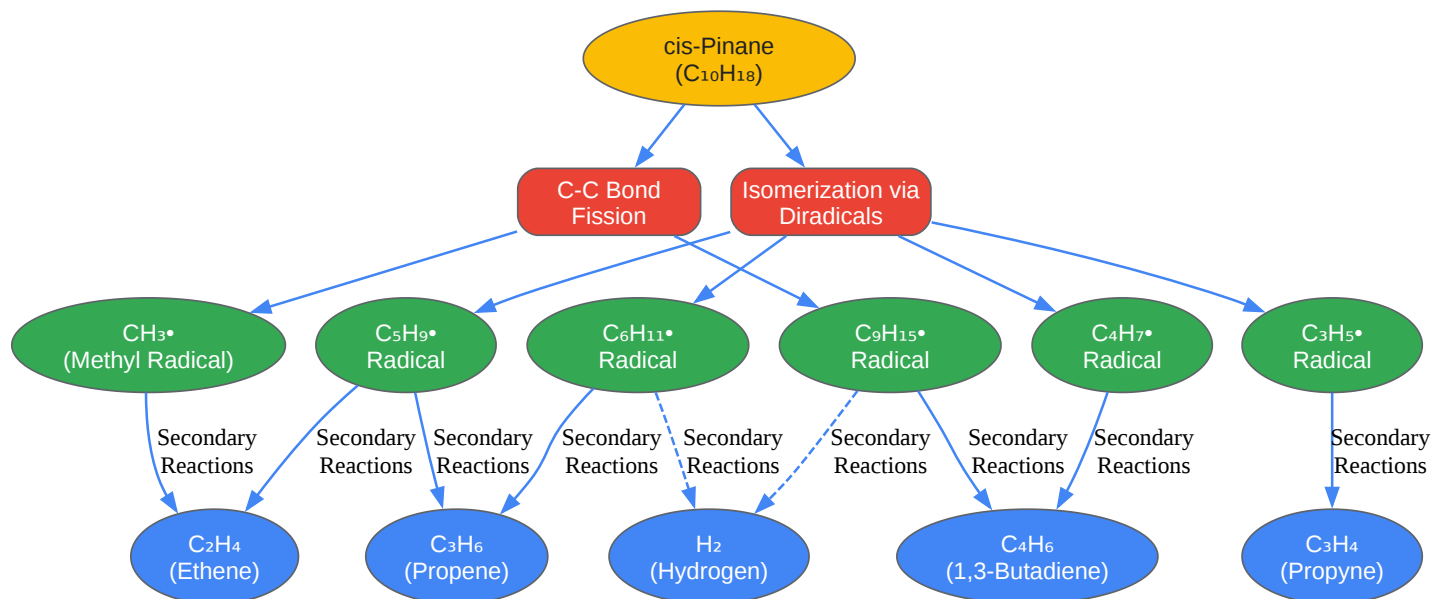 cis-Pinane
(C₁₀H₁₈)
C-C Bond
Fission
Isomerization via
Diradicals
CH₃•
(Methyl Radical)
C₅H₉•
Radical
C₆H₁₁•
Radical
C₉H₁₅•
Radical
C₄H₇•
Radical
C₃H₅•
Radical
Secondary
Reactions
Secondary
Reactions
Secondary
Reactions
Secondary
Reactions
Secondary
Reactions
Secondary
Reactions
Secondary
Reactions
Secondary
Reactions
Secondary
Reactions
C₂H₄
(Ethene)
C₃H₆
(Propene)
H₂
(Hydrogen)
C₄H₆
(1,3-Butadiene)
C₃H₄
(Propyne)